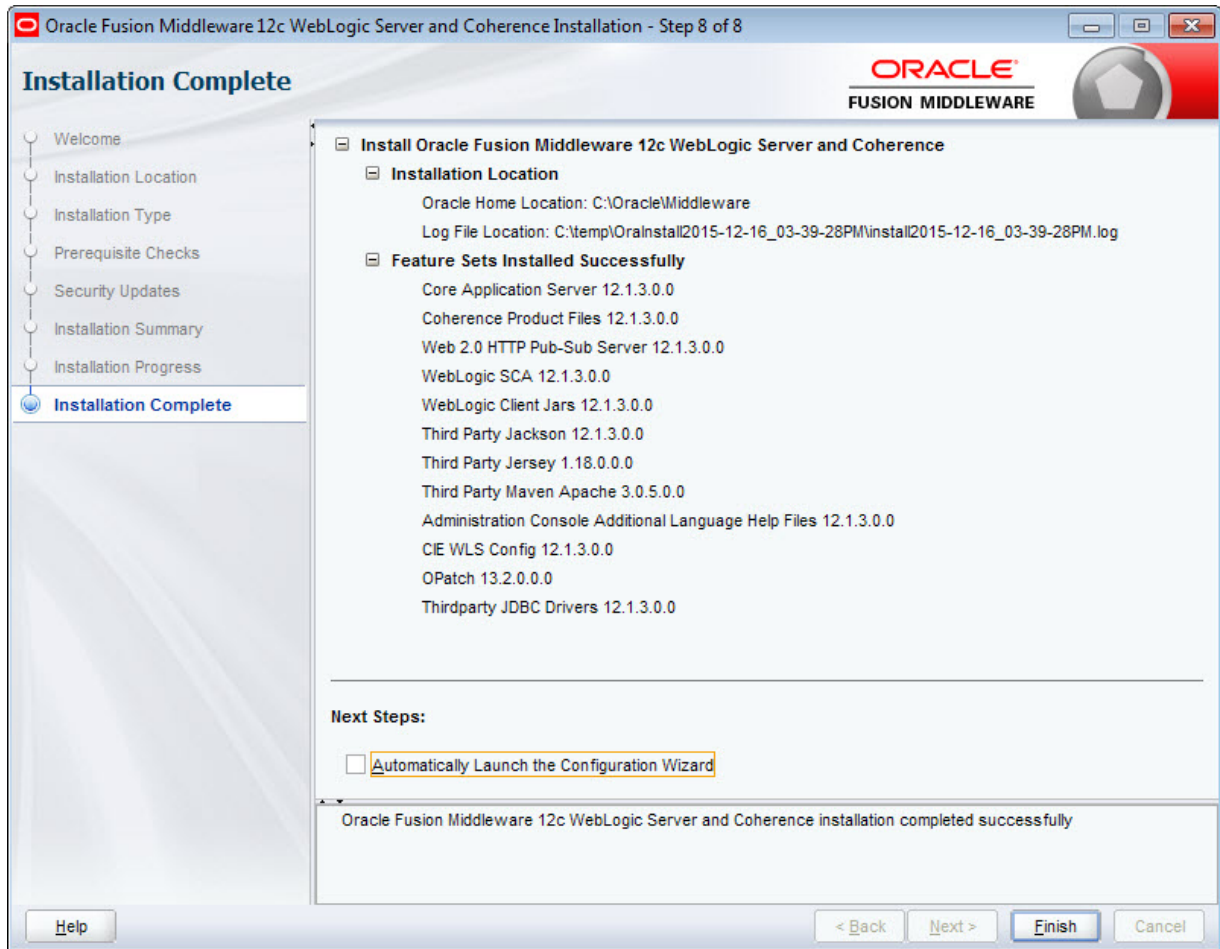 Oracle Fusion Middleware 12c WebLogic Server and Coherence Installation - Step 8 of 8
Installation Complete
ORACLE
FUSION MIDDLEWARE
Welcome
Installation Location
Installation Type
Prerequisite Checks
Security Updates
Installation Summary
Installation Progress
Installation Complete
Install Oracle Fusion Middleware 12c WebLogic Server and Coherence
Installation Location
Oracle Home Location: C:\Oracle\Middleware
Log File Location: C:\temp\OraInstall2015-12-16_03-39-28PM\install2015-12-16_03-39-28PM.log
Feature Sets Installed Successfully
Core Application Server 12.1.3.0.0
Coherence Product Files 12.1.3.0.0
Web 2.0 HTTP Pub-Sub Server 12.1.3.0.0
WebLogic SCA 12.1.3.0.0
WebLogic Client Jars 12.1.3.0.0
Third Party Jackson 12.1.3.0.0
Third Party Jersey 1.18.0.0.0
Third Party Maven Apache 3.0.5.0.0
Administration Console Additional Language Help Files 12.1.3.0.0
CIE WLS Config 12.1.3.0.0
OPatch 13.2.0.0.0
Thirdparty JDBC Drivers 12.1.3.0.0
Next Steps:
Automatically Launch the Configuration Wizard
Oracle Fusion Middleware 12c WebLogic Server and Coherence installation completed successfully
Help
< Back
Next >
Finish
Cancel